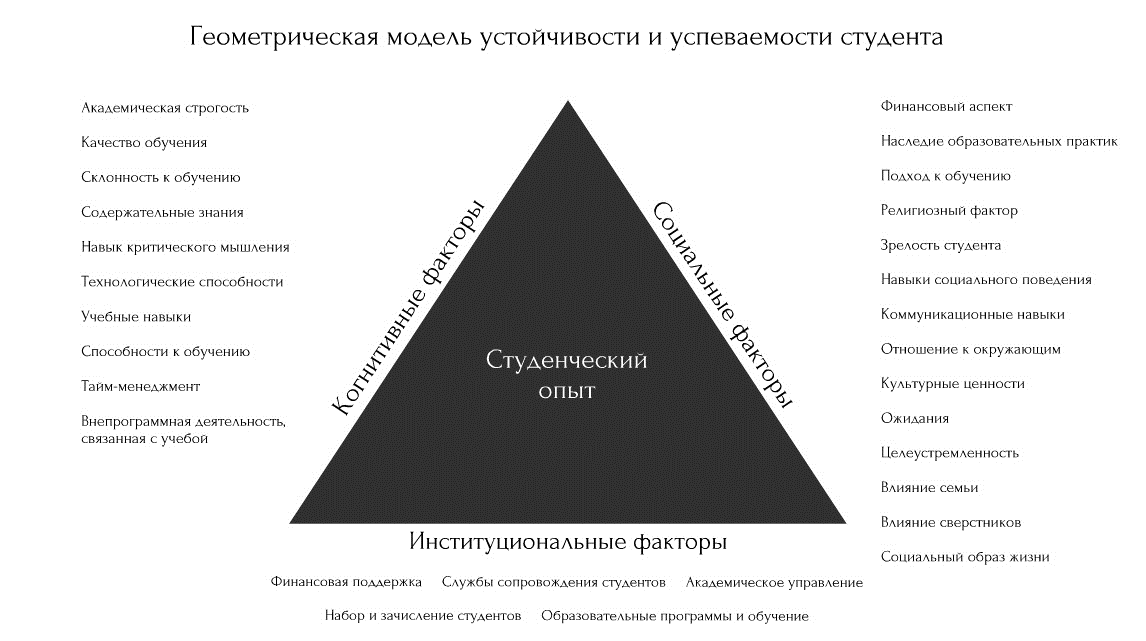 Геометрическая модель устойчивости и успеваемости студента
Академическая строгость
Качество обучения
Склонность к обучению
Содержательные знания
Навык критического мышления
Технологические способности
Учебные навыки
Способности к обучению
Тайм-менеджмент
Внепрограммная деятельность,
связанная с учебой
Когнитивные факторы
Студенческий
опыт
Социальные факторы
Финансовый аспект
Наследие образовательных практик
Подход к обучению
Религиозный фактор
Зрелость студента
Навыки социального поведения
Коммуникационные навыки
Отношение к окружающим
Культурные ценности
Ожидания
Целеустремленность
Влияние семьи
Влияние сверстников
Социальный образ жизни
Институциональные факторы
Финансовая поддержка Службы сопровождения студентов Академическое управление
Набор и зачисление студентов Образовательные программы и обучение